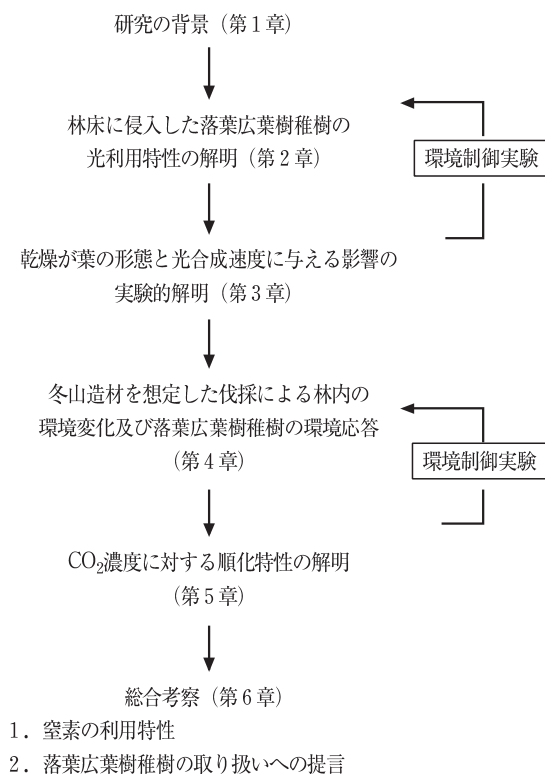 研究の背景（第１章）
林床に侵入した落葉広葉樹稚樹の
光利用特性の解明（第２章）
環境制御実験
乾燥が葉の形態と光合成速度に与える影響の
実験的解明（第３章）
冬山造材を想定した伐採による林内の
環境変化及び落葉広葉樹稚樹の環境応答
（第４章）
環境制御実験
CO₂濃度に対する順化特性の解明
（第５章）
総合考察（第６章）
１．窒素の利用特性
２．落葉広葉樹稚樹の取り扱いへの提言